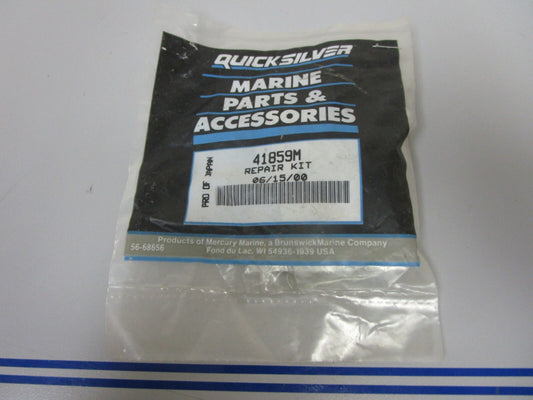 QUICKSILVER
MARINE
PARTS &
ACCESSORIES
41859M
REPAIR KIT
06/15/00
PRD OF JAPAN
Products of Mercury Marine, a Brunswick Marine Company
56-68656
Fond du Lac, WI 54936-1939 USA